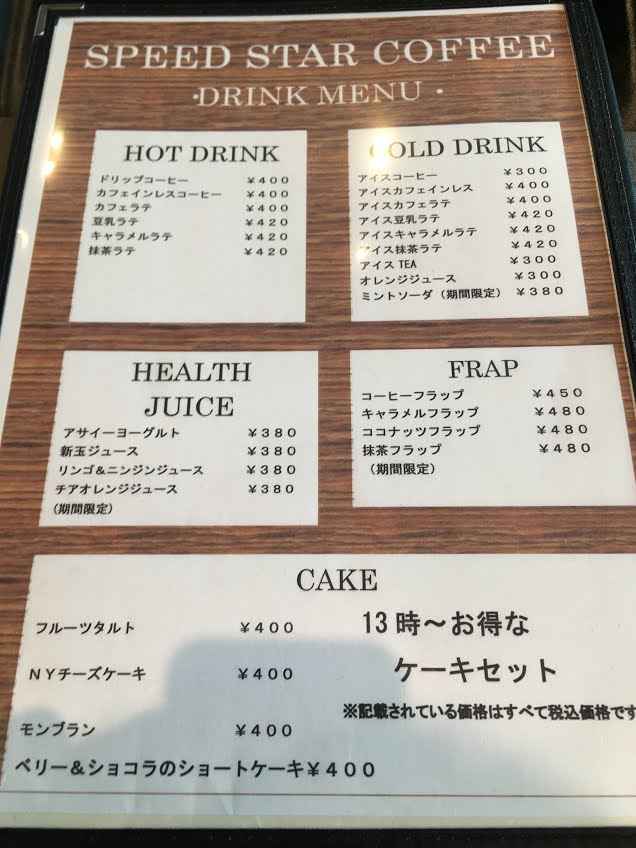 SPEED STAR COFFEE
・DRINK MENU・
HOT DRINK
ドリップコーヒー ￥400
カフェインレスコーヒー ￥400
カフェラテ ￥400
豆乳ラテ ￥420
キャラメルラテ ￥420
抹茶ラテ ￥420
COLD DRINK
アイスコーヒー ￥300
アイスカフェインレス ￥400
アイスカフェラテ ￥400
アイス豆乳ラテ ￥420
アイスキャラメルラテ ￥420
アイス抹茶ラテ ￥420
アイスTEA ￥300
オレンジジュース ￥300
ミントソーダ（期間限定） ￥380
HEALTH
JUICE
アサイーヨーグルト ￥380
新玉ジュース ￥380
リンゴ＆ニンジンジュース ￥380
チアオレンジジュース ￥380
(期間限定)
FRAP
コーヒーフラップ ￥450
キャラメルフラップ ￥480
ココナッツフラップ ￥480
抹茶フラップ ￥480
（期間限定）
CAKE
フルーツタルト ￥400
NYチーズケーキ ￥400
モンブラン ￥400
ベリー＆ショコラのショートケーキ￥400
13時～お得な
ケーキセット
※記載されている価格はすべて税込価格です